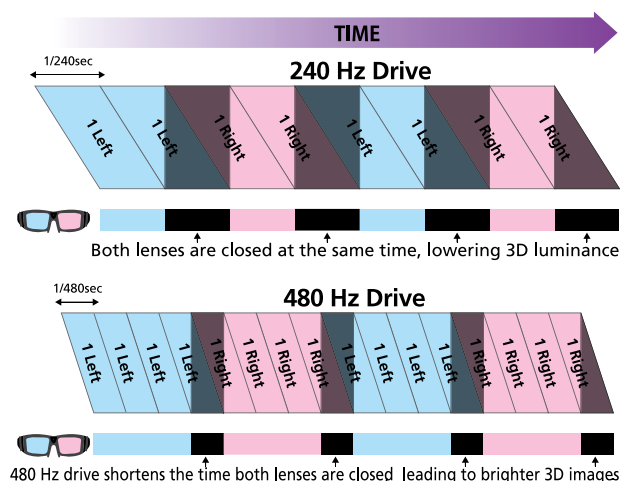 TIME
1/240sec
240 Hz Drive
1 Left
1 Left
1 Right
1 Right
1 Left
1 Left
1 Right
1 Right
Both lenses are closed at the same time, lowering 3D luminance
1/480sec
480 Hz Drive
1 Left
1 Left
1 Left
1 Left
1 Right
1 Right
1 Right
1 Right
1 Left
1 Left
1 Left
1 Left
1 Right
1 Right
1 Right
1 Right
480 Hz drive shortens the time both lenses are closed leading to brighter 3D images